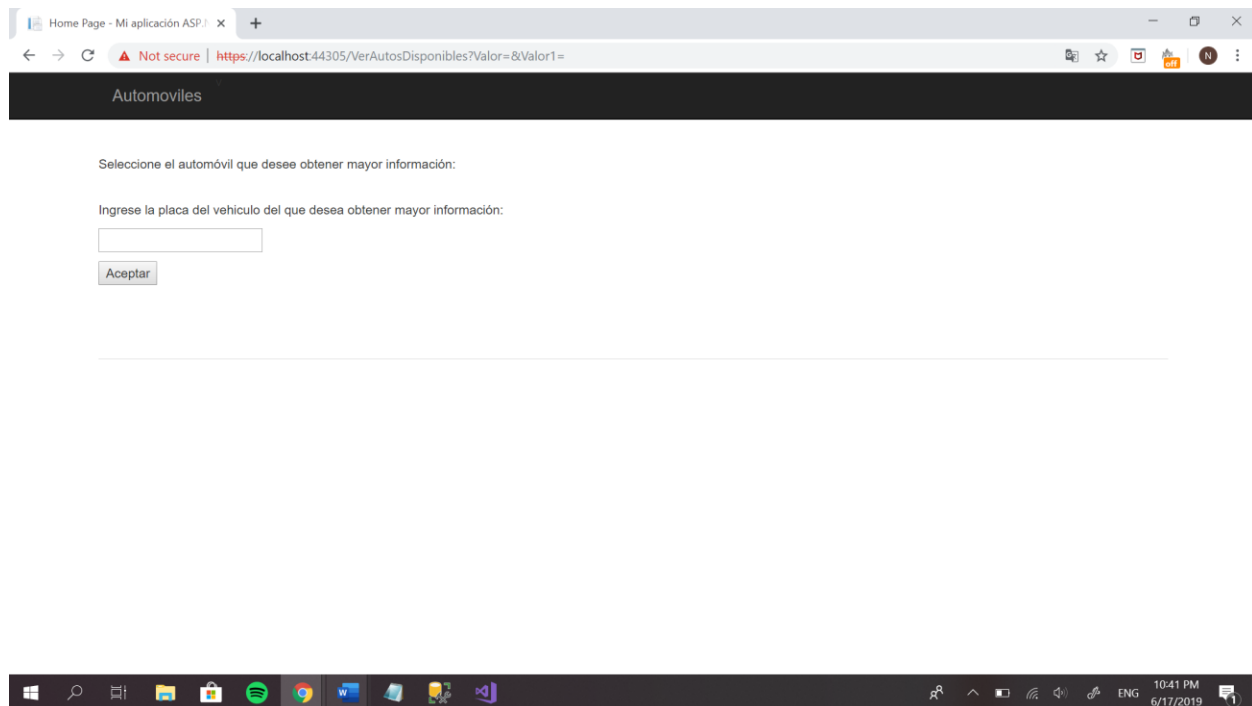 Home Page - Mi aplicación ASP.N
Not secure | https://localhost:44305/VerAutosDisponibles?Valor=&Valor1=
off
N
Automoviles
Seleccione el automóvil que desee obtener mayor información:
Ingrese la placa del vehiculo del que desea obtener mayor información:
Aceptar
ENG
10:41 PM
6/17/2019
1